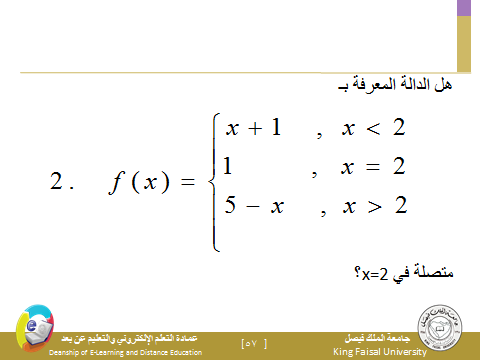 هل الدالة المعرفة بـ
2 . f (x) = { x + 1 , x < 2
1 , x = 2
5 − x , x > 2
متصلة في x=2؟
عمادة التعلم الإلكتروني والتعليم عن بعد
Deanship of E-Learning and Distance Education
[ ٥٧ ]
جامعة الملك فيصل
King Faisal University